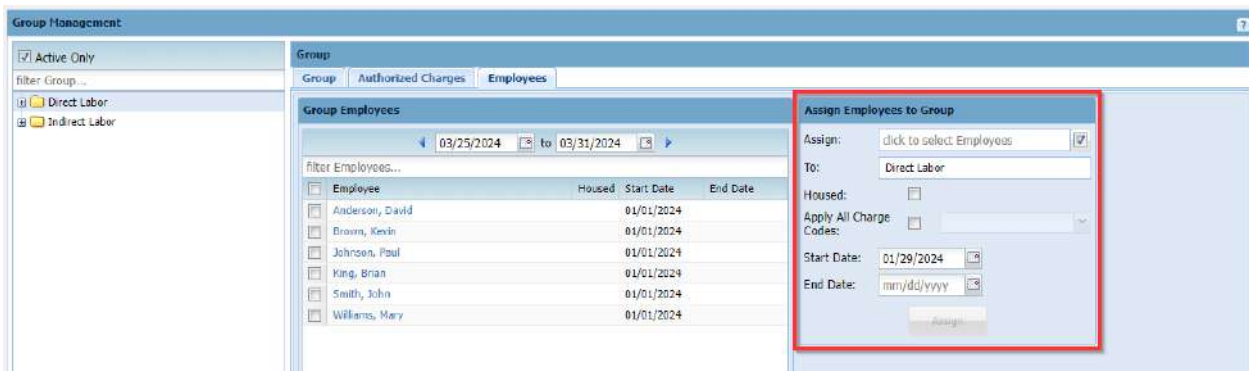 Group Management
?
Active Only
filter Group...
Direct Labor
Indirect Labor
Group
Group Authorized Charges Employees
Group Employees
03/25/2024 to 03/31/2024
filter Employees...
Employee Housed Start Date End Date
Anderson, David 01/01/2024
Brown, Kevin 01/01/2024
Johnson, Paul 01/01/2024
King, Brian 01/01/2024
Smith, John 01/01/2024
Williams, Mary 01/01/2024
Assign Employees to Group
Assign: click to select Employees
To: Direct Labor
Housed:
Apply All Charge
Codes:
Start Date: 01/29/2024
End Date: mm/dd/yyyy
Assign